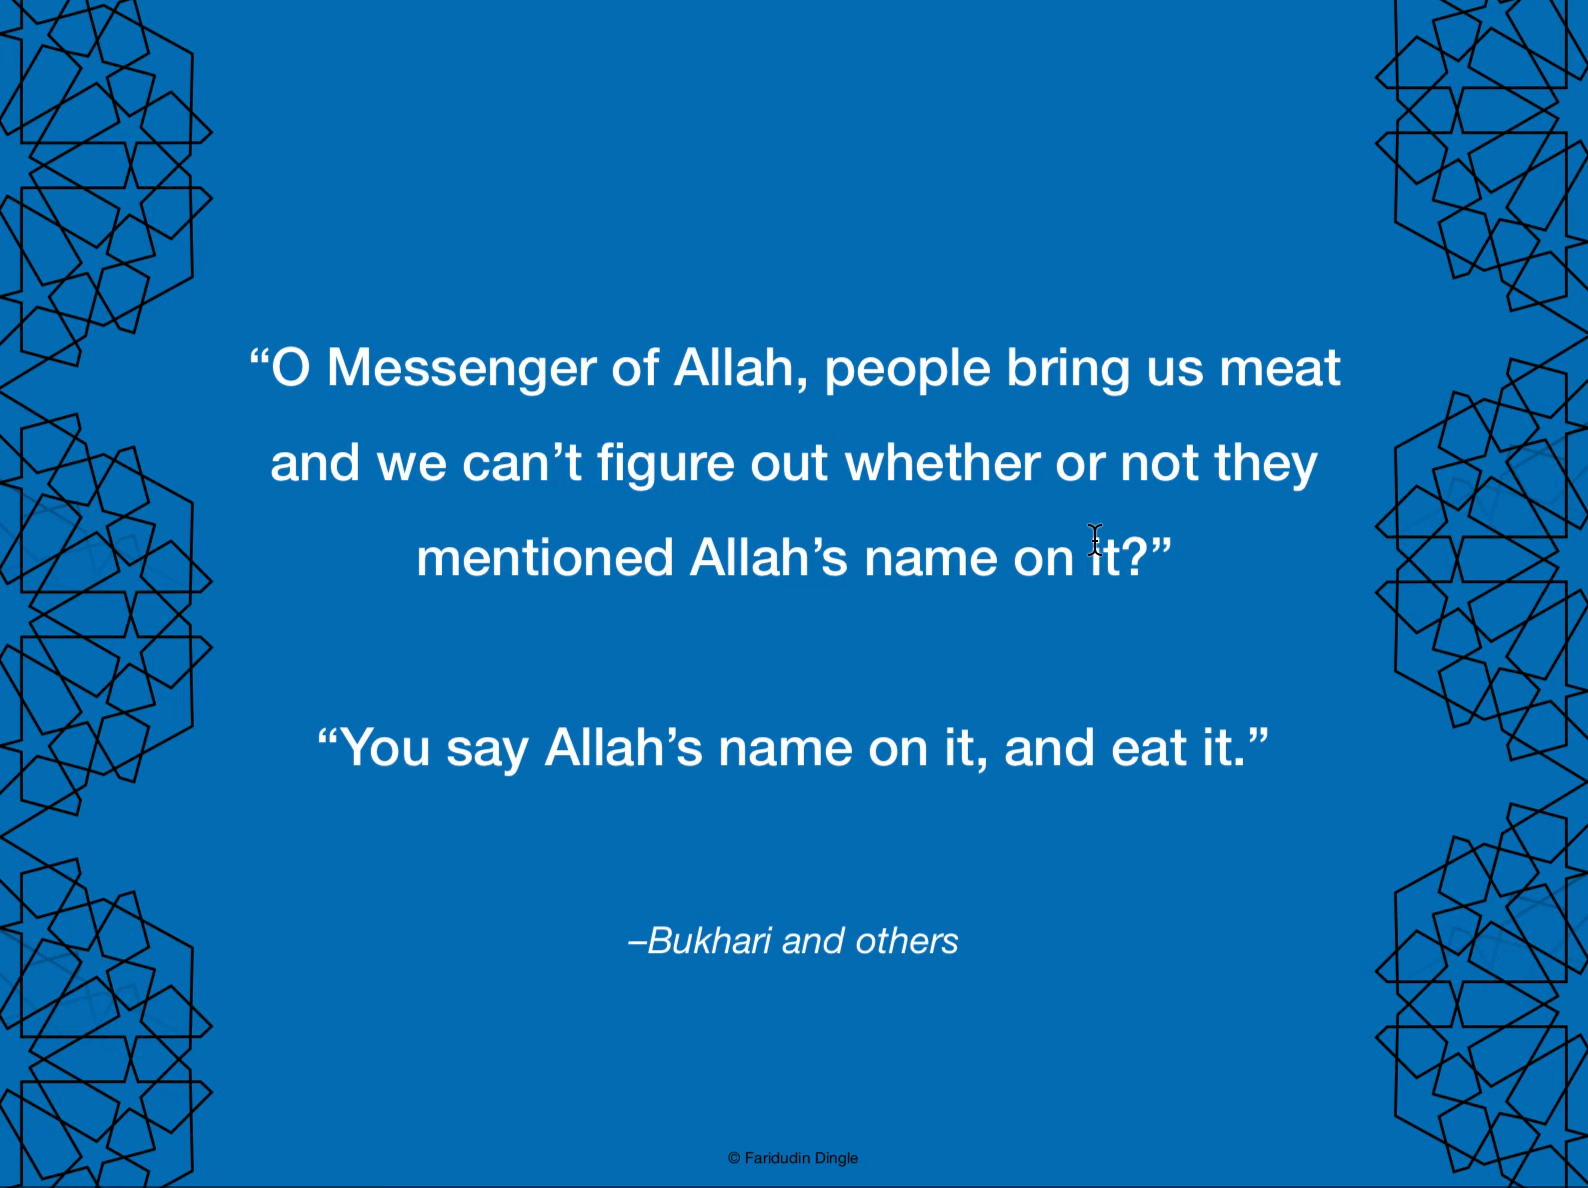 “O Messenger of Allah, people bring us meat
and we can’t figure out whether or not they
mentioned Allah’s name on it?”
“You say Allah’s name on it, and eat it.”
–Bukhari and others
© Faridudin Dingle